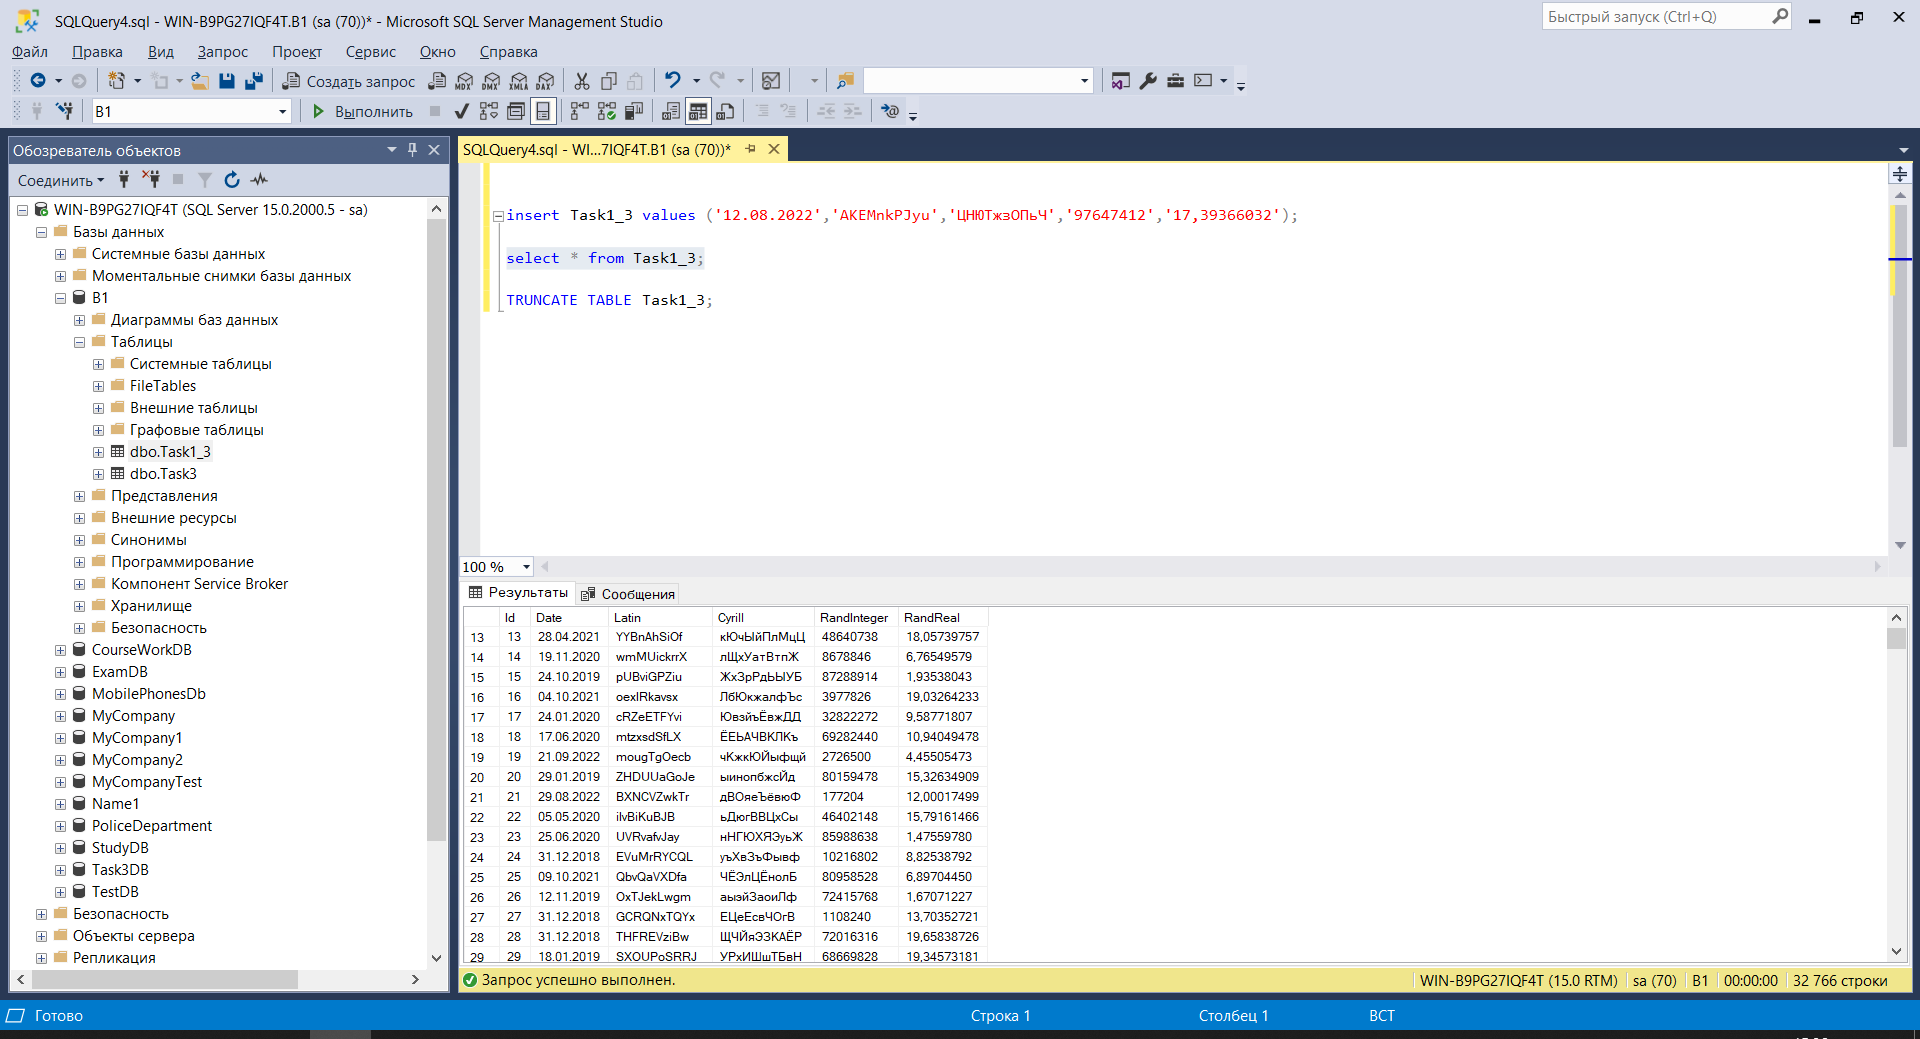 SQLQuery4.sql - WIN-B9PG27IQF4T.B1 (sa (70))* - Microsoft SQL Server Management Studio
Быстрый запуск (Ctrl+Q)
Файл Правка Вид Запрос Проект Сервис Окно Справка
Создать запрос MDX DMX XMLA DAX
B1 Выполнить
Обозреватель объектов
Соединить
WIN-B9PG27IQF4T (SQL Server 15.0.2000.5 - sa)
Базы данных
Системные базы данных
Моментальные снимки базы данных
B1
Диаграммы баз данных
Таблицы
Системные таблицы
FileTables
Внешние таблицы
Графовые таблицы
dbo.Task1_3
dbo.Task3
Представления
Внешние ресурсы
Синонимы
Программирование
Компонент Service Broker
Хранилище
Безопасность
CourseWorkDB
ExamDB
MobilePhonesDb
MyCompany
MyCompany1
MyCompany2
MyCompanyTest
Name1
PoliceDepartment
StudyDB
Task3DB
TestDB
Безопасность
Объекты сервера
Репликация
SQLQuery4.sql - WI...7IQF4T.B1 (sa (70))*
insert Task1_3 values ('12.08.2022','AKEMnkPJyu','ЦНЮТжзОПьЧ','97647412','17,39366032');
select * from Task1_3;
TRUNCATE TABLE Task1_3;
100 %
Результаты Сообщения
Id Date Latin Cyrill RandInteger RandReal
13 13 28.04.2021 YYBnAhSiOf кЮчЫйПлМцЦ 48640738 18,05739757
14 14 19.11.2020 wmMUickrrX лЩхУатВтпЖ 8678846 6,76549579
15 15 24.10.2019 pUBviGPZiu ЖхЗрРдЬЫУБ 87288914 1,93538043
16 16 04.10.2021 oexIRkavsx ЛбЮкжалфЪс 3977826 19,03264233
17 17 24.01.2020 cRZeETFYvi ЮвзйъЁвжДД 32822272 9,58771807
18 18 17.06.2020 mtzxsdSfLX ЁЕЬАЧВКЛКъ 69282440 10,94049478
19 19 21.09.2022 mougTgOecb чКжкЮЙыфщй 2726500 4,45505473
20 20 29.01.2019 ZHDUUaGoJe ыинопбжсЙд 80159478 15,32634909
21 21 29.08.2022 BXNCVZwkTr дВОяеЪёвюФ 177204 12,00017499
22 22 05.05.2020 ilvBiKuBJB ьДюгВВЦхСы 46402148 15,79161466
23 23 25.06.2020 UVRvafvJay нНГЮХЯЭуьЖ 85988638 1,47559780
24 24 31.12.2018 EVuMrRYCQL уъХвЗъФывф 10216802 8,82538792
25 25 09.10.2021 QbvQaVXDfa ЧЁЭлЦЁнолБ 80958528 6,89704450
26 26 12.11.2019 OxTJekLwgm аыэйЗаоиЛф 72415768 1,67071227
27 27 31.12.2018 GCRQNxTQYx ЕЦеЕсвЧОгВ 1108240 13,70352721
28 28 31.12.2018 THFREVziBw ЩЧЙяЭЗКАЁР 72016316 19,65838726
29 29 18.01.2019 SXOUPoSRRJ УРхИШшТБвН 68669828 19,34573181
Запрос успешно выполнен. WIN-B9PG27IQF4T (15.0 RTM) sa (70) B1 00:00:00 32 766 строки
Готово Строка 1 Столбец 1 ВСТ